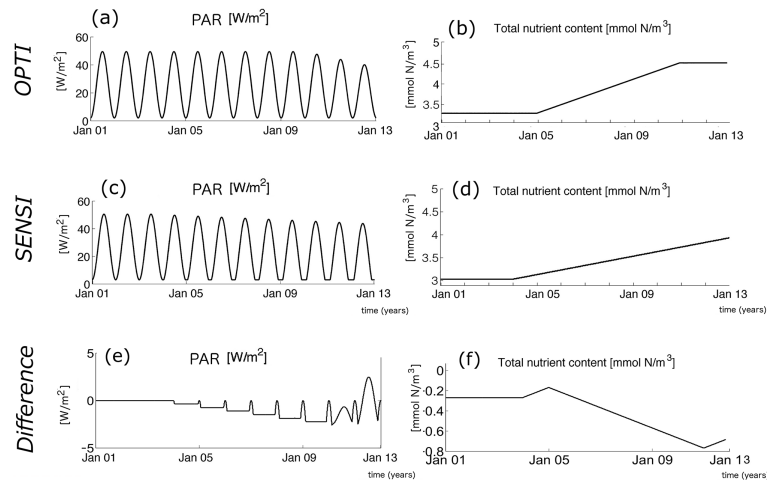 OPTI
(a)
PAR [W/m²]
[W/m²]
60
40
20
0
Jan 01 Jan 05 Jan 09 Jan 13
(b)
Total nutrient content [mmol N/m³]
[mmol N/m³]
5
4.5
3.5
3
Jan 01 Jan 05 Jan 09 Jan 13
SENSI
(c)
PAR [W/m²]
[W/m²]
60
40
20
0
Jan 01 Jan 05 Jan 09 Jan 13
time (years)
(d)
Total nutrient content [mmol N/m³]
[mmol N/m³]
5
4.5
4
3.5
3
Jan 01 Jan 05 Jan 09 Jan 13
time (years)
Difference
(e)
PAR [W/m²]
[W/m²]
5
0
-5
Jan 01 Jan 05 Jan 09 Jan 13
time (years)
(f)
Total nutrient content [mmol N/m³]
[mmol N/m³]
0
-0.2
-0.4
-0.6
-0.8
Jan 01 Jan 05 Jan 09 Jan 13
time (years)